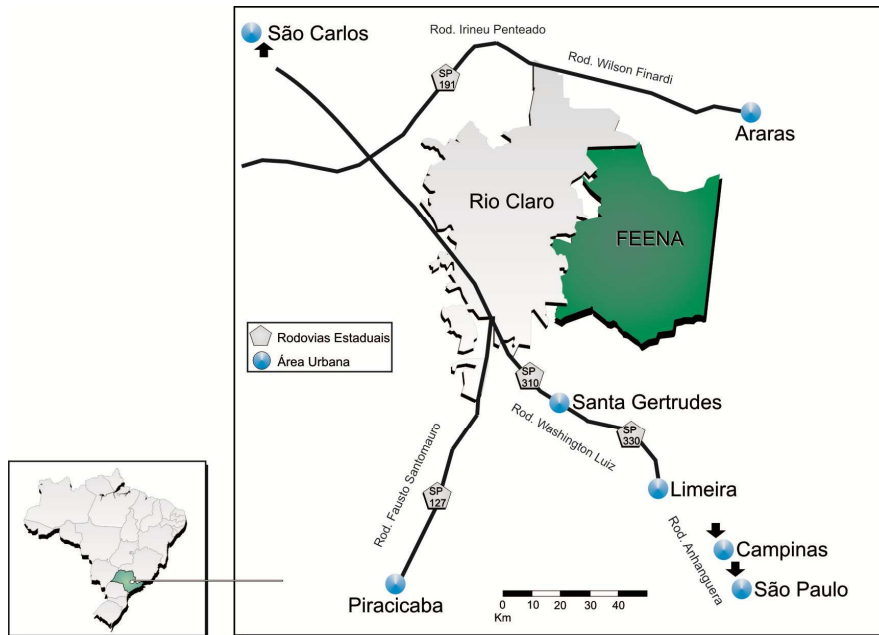 São Carlos
Rod. Irineu Penteado
SP
191
Rod. Wilson Finardi
Araras
Rio Claro
FEENA
Rodovias Estaduais
Área Urbana
SP
310
Santa Gertrudes
SP
330
Rod. Washington Luiz
Rod. Fausto Santomauro
SP
127
Limeira
Rod. Anhanguera
Campinas
São Paulo
Piracicaba
0 10 20 30 40
Km